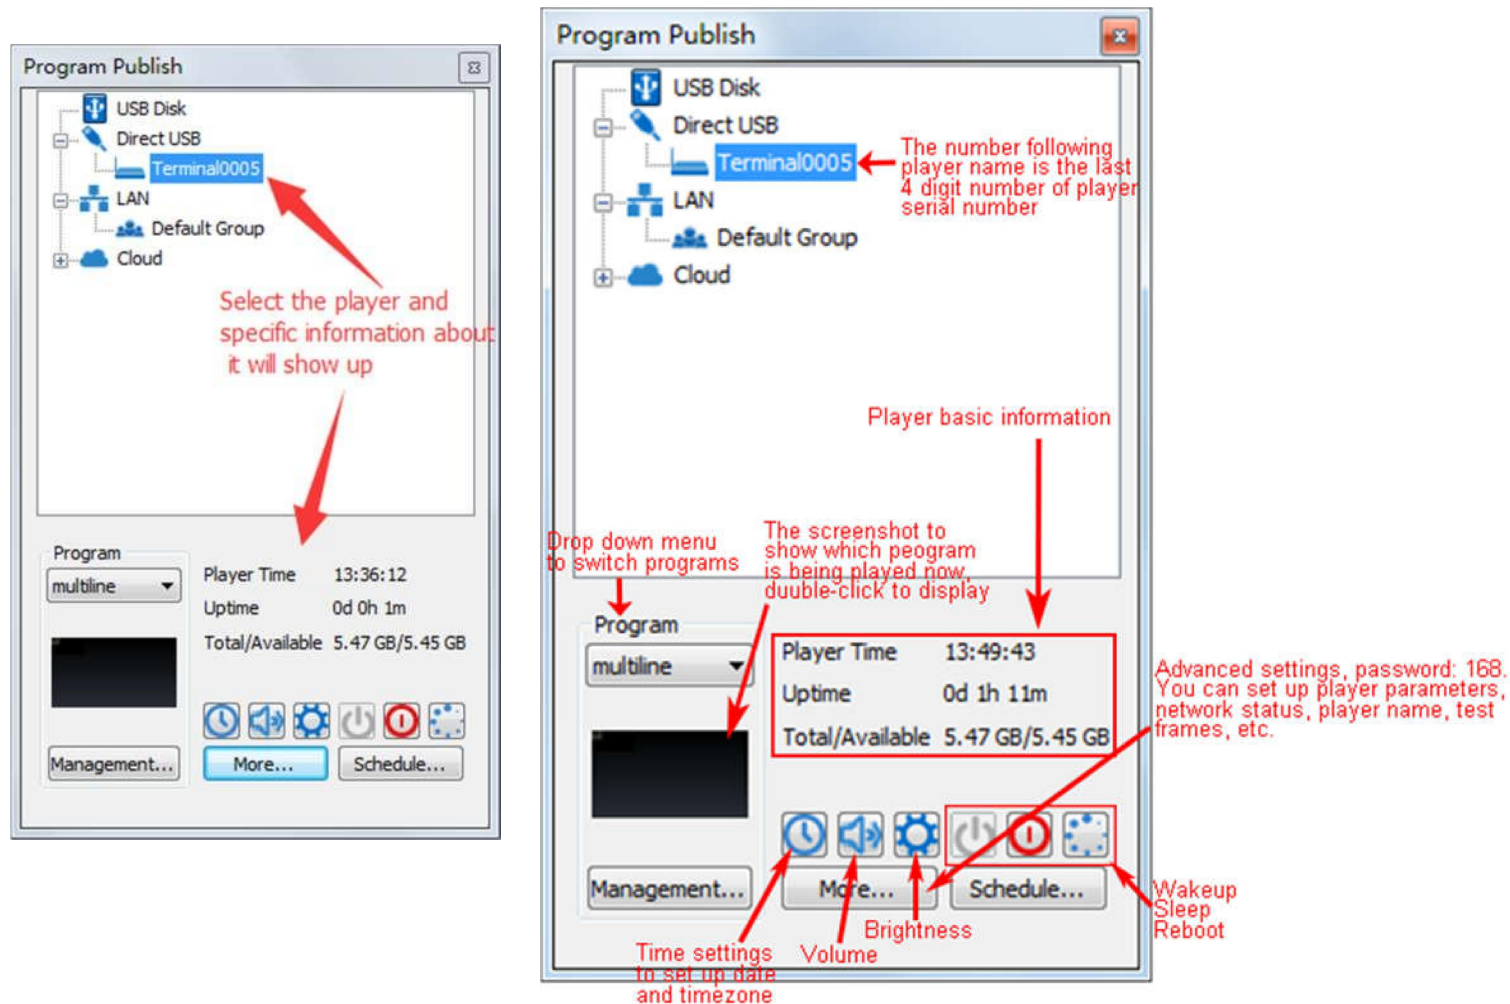 Program Publish
USB Disk
Direct USB
Terminal0005
LAN
Default Group
Cloud
Select the player and
specific information about
it will show up
Program
multiline
Player Time 13:36:12
Uptime 0d 0h 1m
Total/Available 5.47 GB/5.45 GB
Management...
More...
Schedule...
Program Publish
USB Disk
Direct USB
Terminal0005
The number following
player name is the last
4 digit number of player
serial number
LAN
Default Group
Cloud
Player basic information
Drop down menu
to switch programs
The screenshot to
show which peogram
is being played now,
duuble-click to display
Program
multiline
Player Time 13:49:43
Uptime 0d 1h 11m
Total/Available 5.47 GB/5.45 GB
Advanced settings, password: 168.
You can set up player parameters,
network status, player name, test
frames, etc.
Management...
More...
Schedule...
Wakeup
Sleep
Reboot
Brightness
Volume
Time settings
to set up date
and timezone